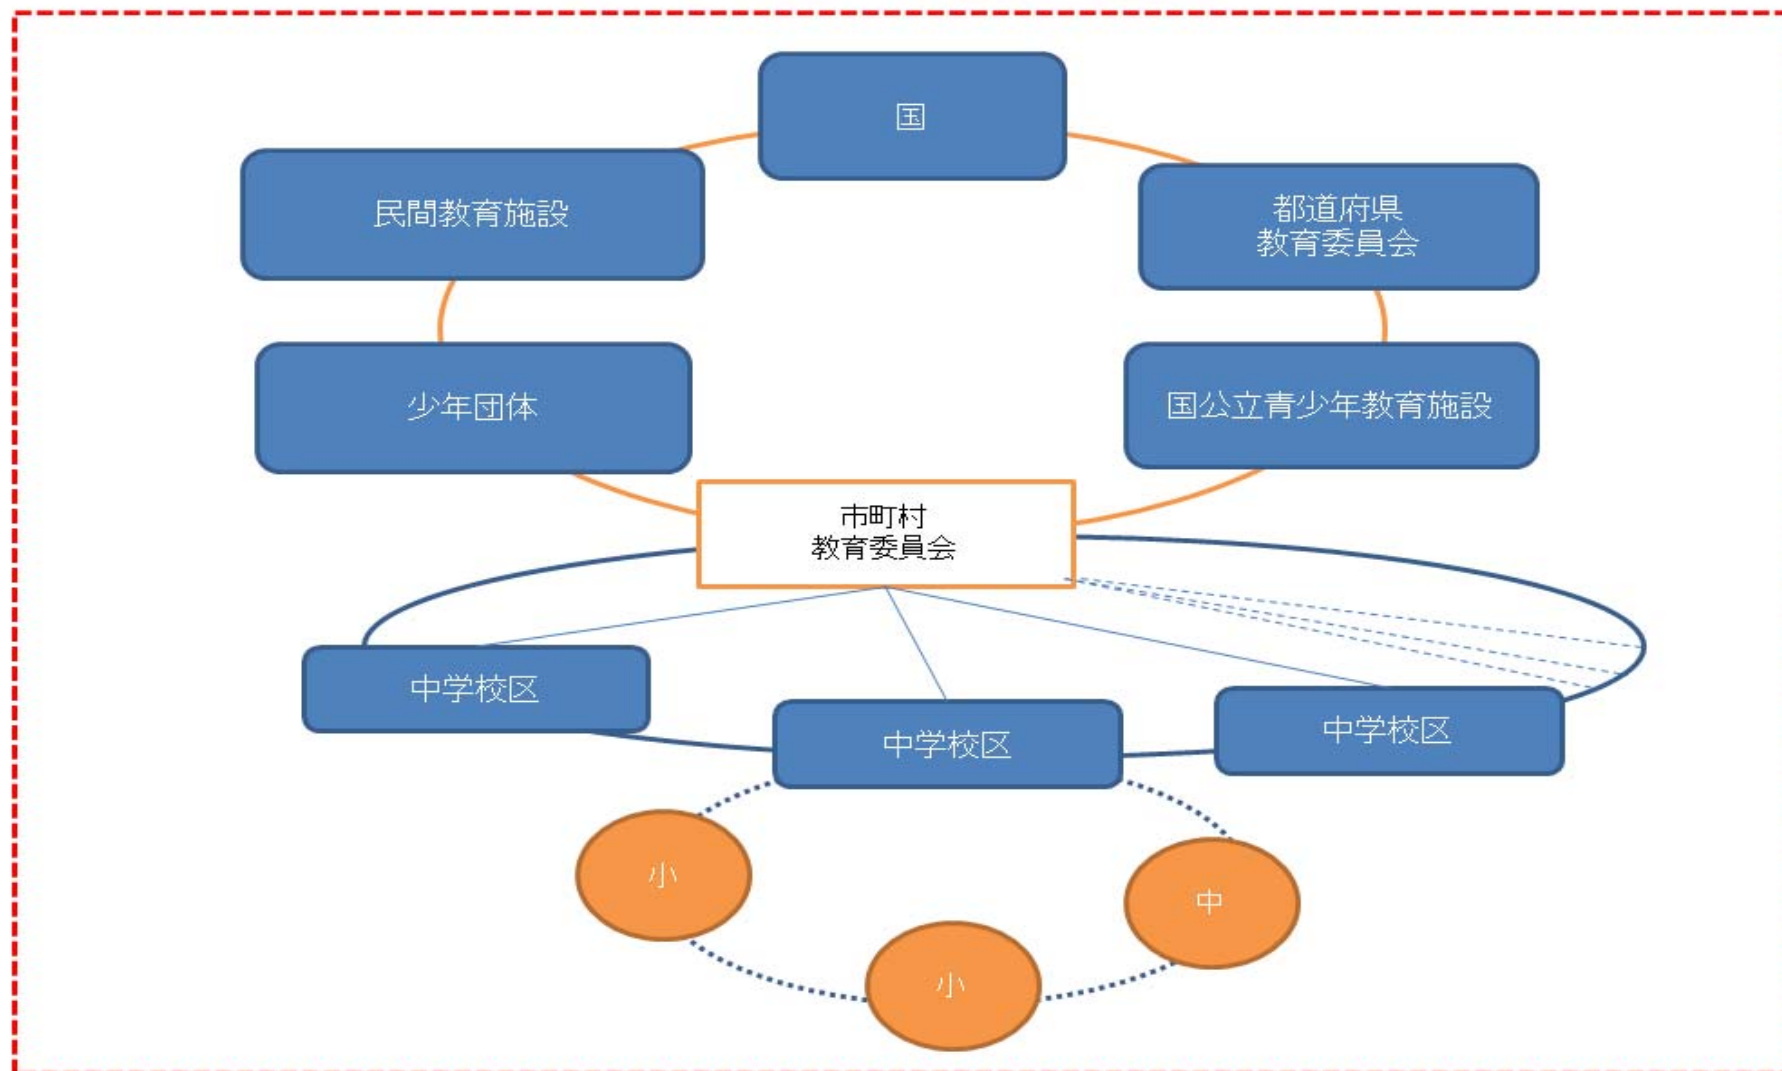 国
民間教育施設
都道府県
教育委員会
少年団体
国公立青少年教育施設
市町村
教育委員会
中学校区
中学校区
中学校区
小
中
小